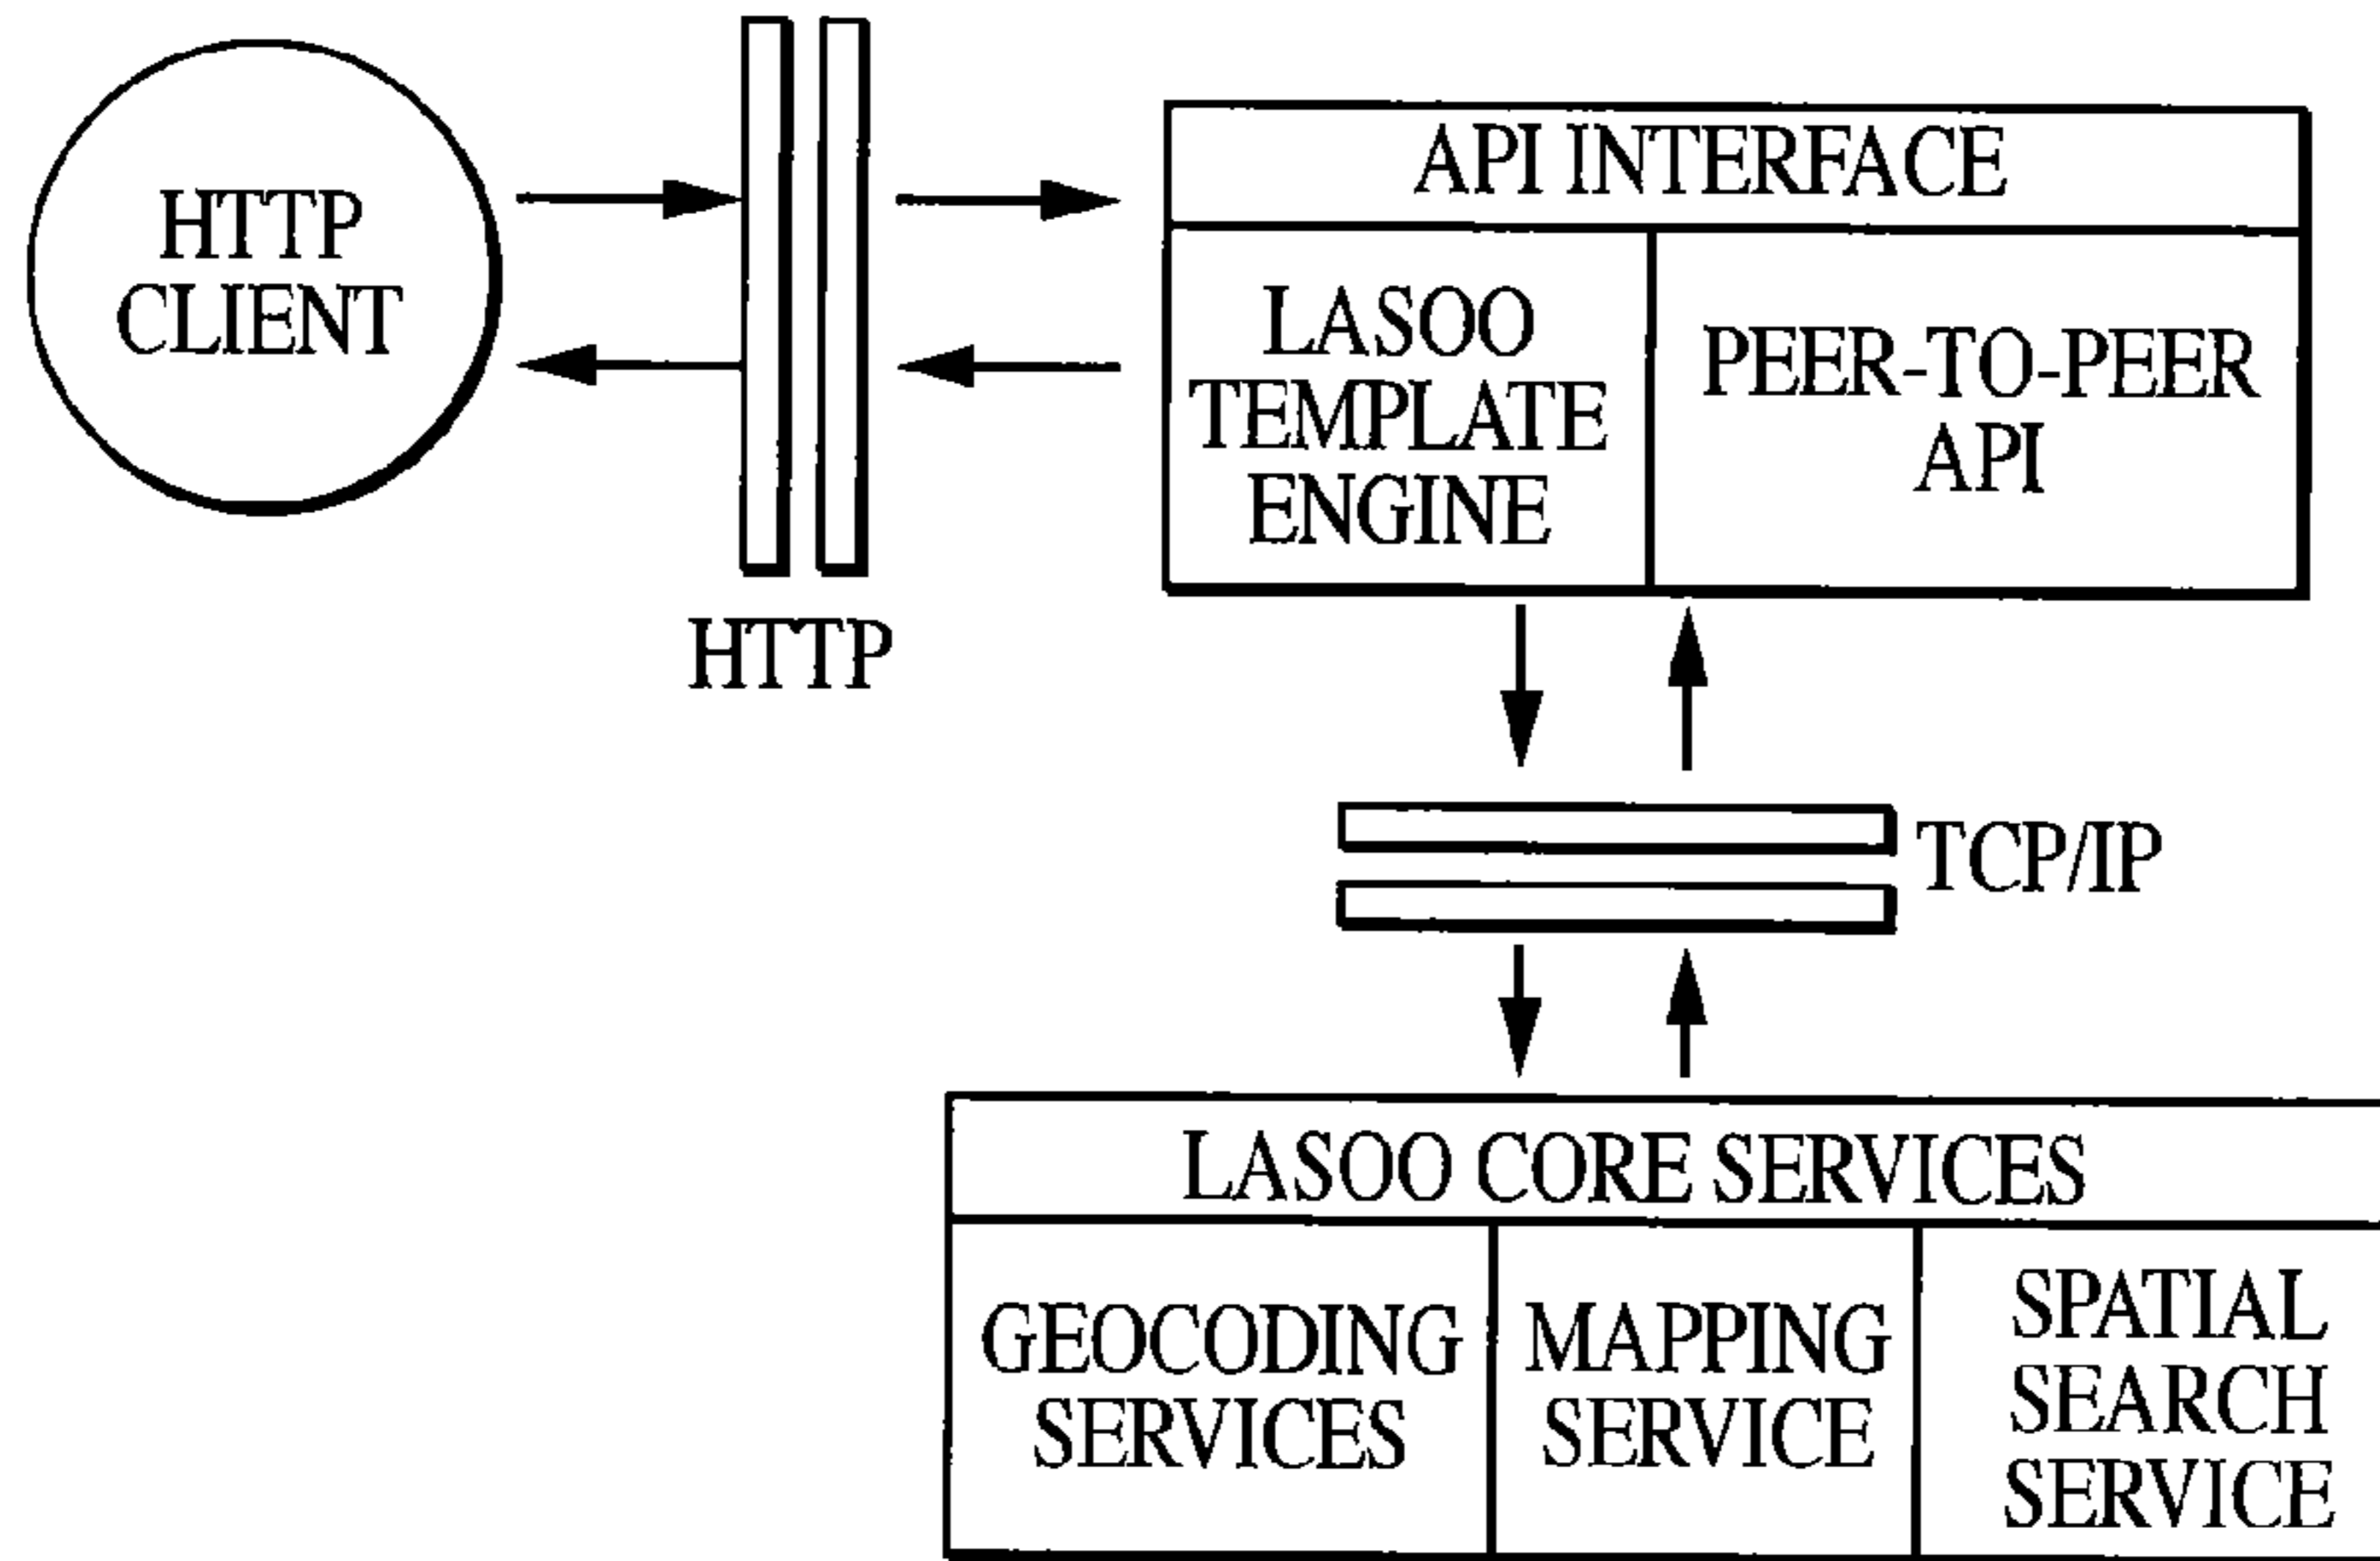 HTTP
CLIENT
HTTP
API INTERFACE
LASOO
TEMPLATE
ENGINE
PEER-TO-PEER
API
TCP/IP
LASOO CORE SERVICES
GEOCODING
SERVICES
MAPPING
SERVICE
SPATIAL
SEARCH
SERVICE